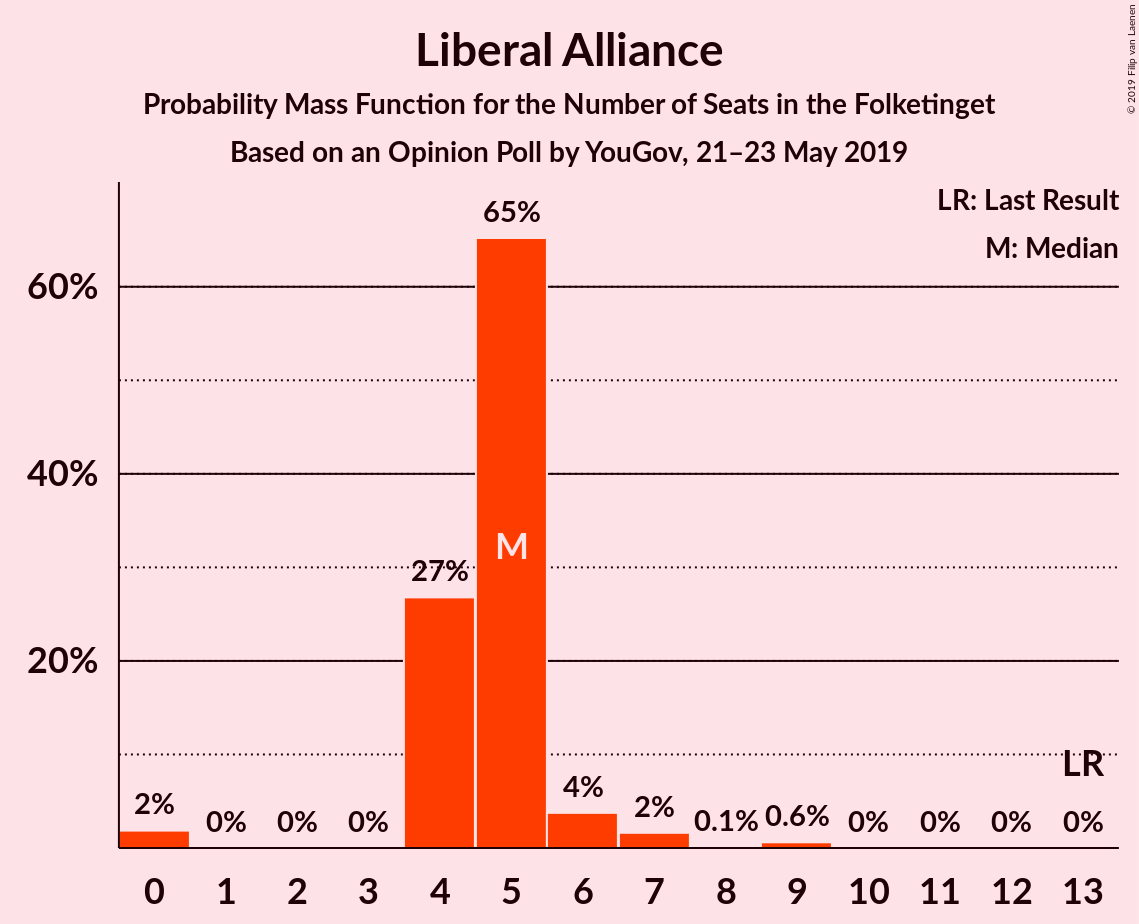 Liberal Alliance
Probability Mass Function for the Number of Seats in the Folketinget
Based on an Opinion Poll by YouGov, 21–23 May 2019
© 2019 Filip van Laenen
LR: Last Result
M: Median
60%
40%
20%
2%
0%
0%
0%
27%
65%
M
4%
2%
0.1%
0.6%
0%
0%
0%
LR
0%
0 1 2 3 4 5 6 7 8 9 10 11 12 13